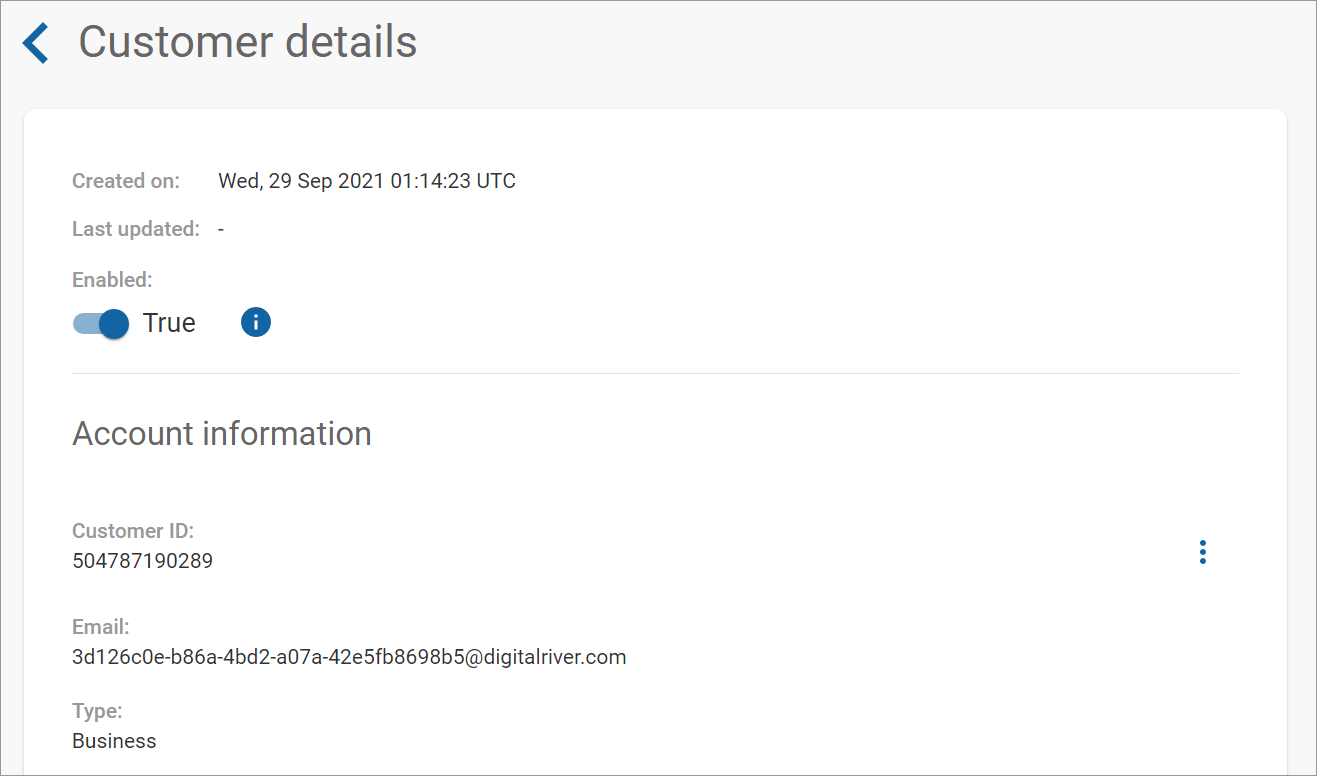 Customer details
Created on: Wed, 29 Sep 2021 01:14:23 UTC
Last updated: -
Enabled:
True
Account information
Customer ID:
504787190289
Email:
3d126c0e-b86a-4bd2-a07a-42e5fb8698b5@digitalriver.com
Type:
Business